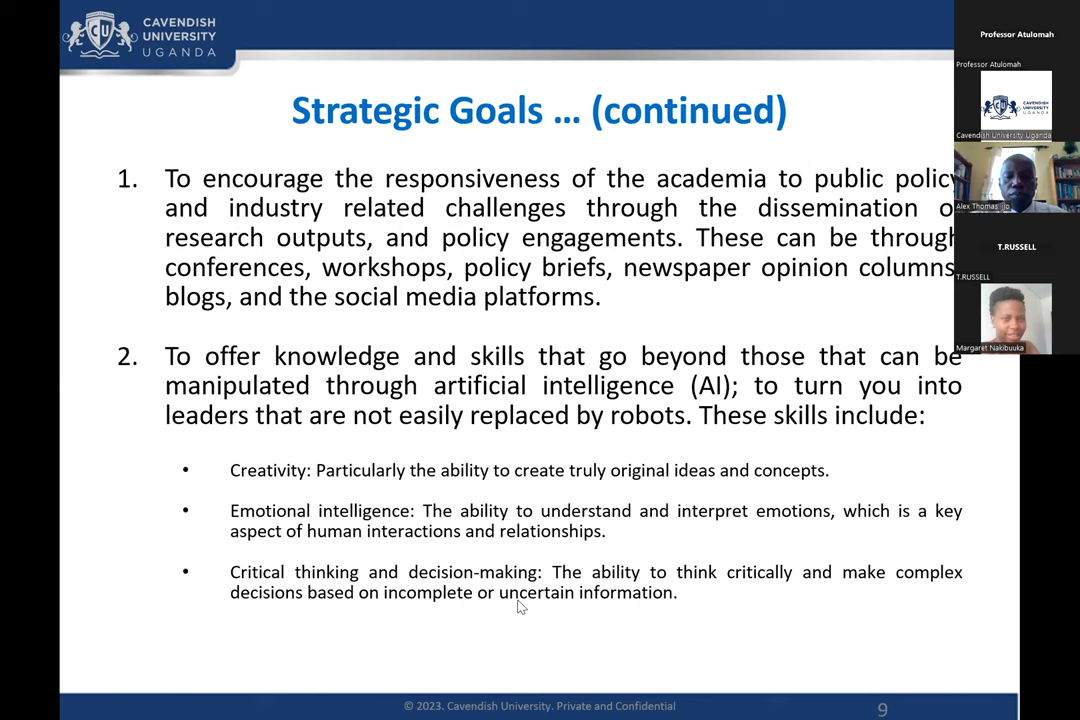 CAVENDISH
UNIVERSITY
UGANDA
CU
Strategic Goals ... (continued)
1. To encourage the responsiveness of the academia to public policy
and industry related challenges through the dissemination o
research outputs, and policy engagements. These can be through
conferences, workshops, policy briefs, newspaper opinion columns
blogs, and the social media platforms.
2. To offer knowledge and skills that go beyond those that can be
manipulated through artificial intelligence (AI); to turn you into
leaders that are not easily replaced by robots. These skills include:
• Creativity: Particularly the ability to create truly original ideas and concepts.
• Emotional intelligence: The ability to understand and interpret emotions, which is a key
aspect of human interactions and relationships.
• Critical thinking and decision-making: The ability to think critically and make complex
decisions based on incomplete or uncertain information.
© 2023. Cavendish University. Private and Confidential
9
Professor Atulomah
Professor Atulomah
CAVENDISH
UNIVERSITY
UGANDA
Cavendish University Uganda
Alex Thomas Ijjo
T.RUSSELL
T.RUSSELL
Margaret Nakibuuka